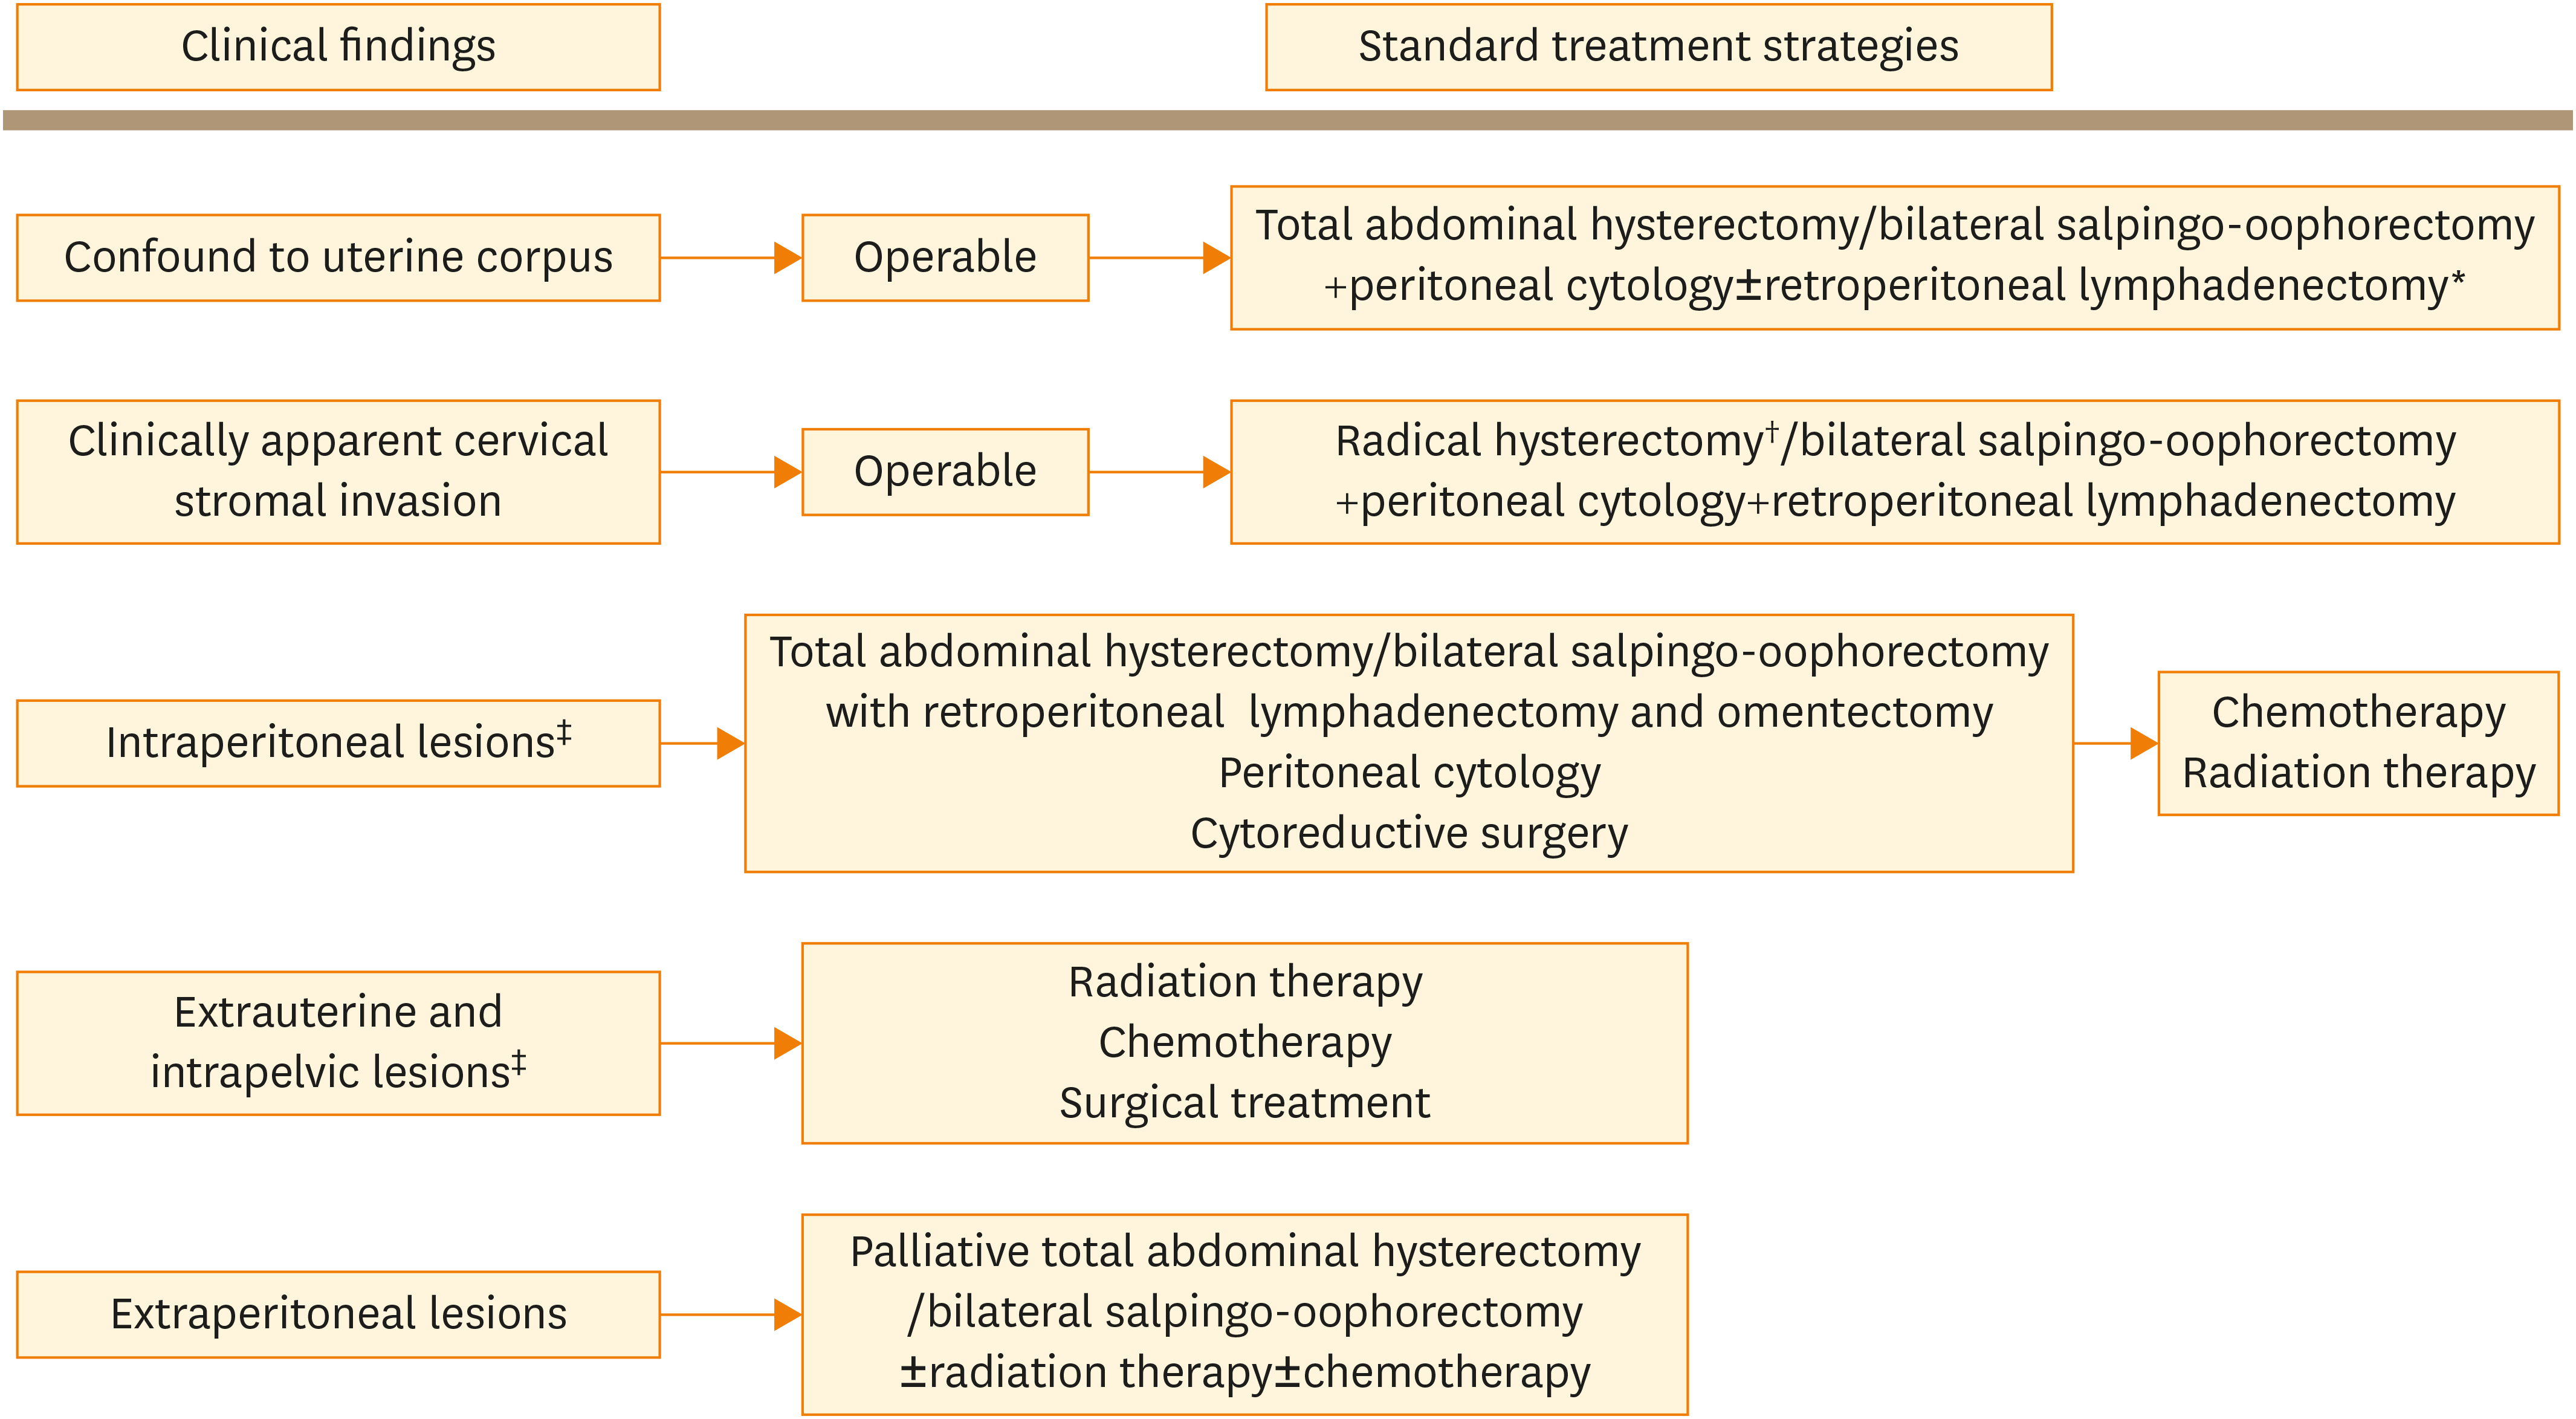 Clinical findings
Standard treatment strategies
Confound to uterine corpus
Operable
Total abdominal hysterectomy/bilateral salpingo-oophorectomy
+peritoneal cytology±retroperitoneal lymphadenectomy*
Clinically apparent cervical
stromal invasion
Operable
Radical hysterectomy†/bilateral salpingo-oophorectomy
+peritoneal cytology+retroperitoneal lymphadenectomy
Intraperitoneal lesions‡
Total abdominal hysterectomy/bilateral salpingo-oophorectomy
with retroperitoneal lymphadenectomy and omentectomy
Peritoneal cytology
Cytoreductive surgery
Chemotherapy
Radiation therapy
Extrauterine and
intrapelvic lesions‡
Radiation therapy
Chemotherapy
Surgical treatment
Extraperitoneal lesions
Palliative total abdominal hysterectomy
/bilateral salpingo-oophorectomy
±radiation therapy±chemotherapy